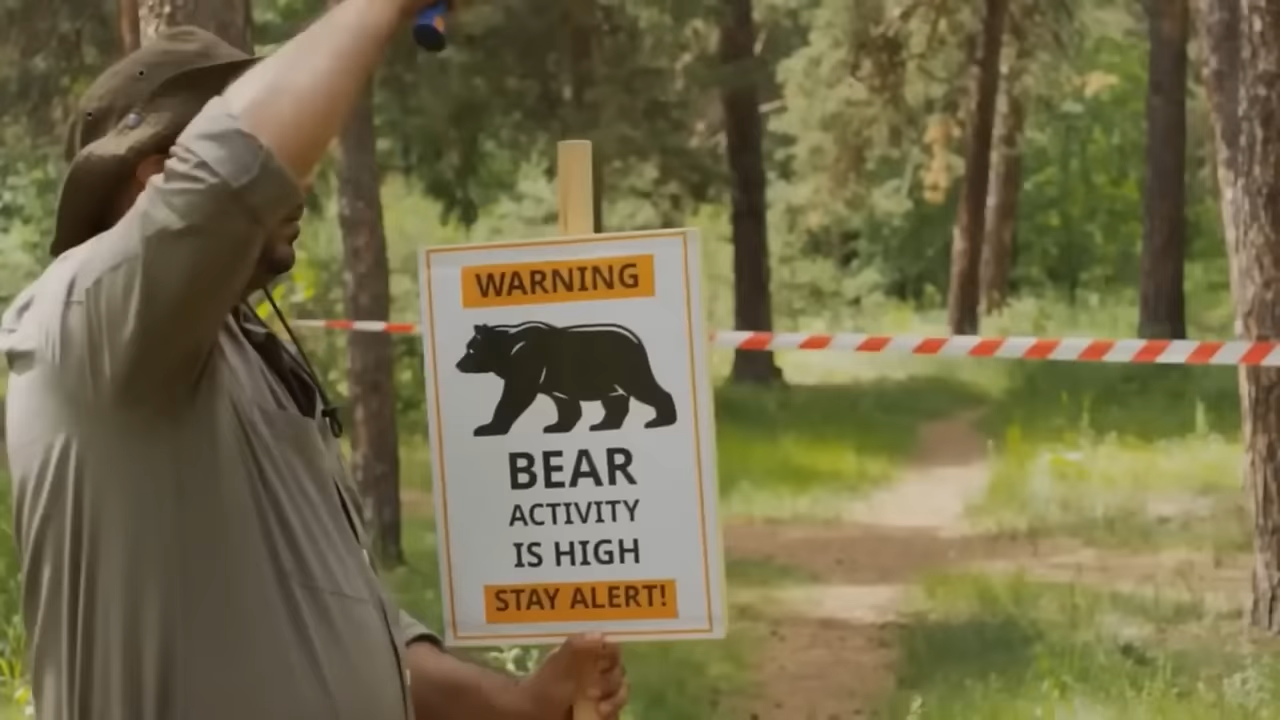 WARNING
BEAR
ACTIVITY
IS HIGH
STAY ALERT!